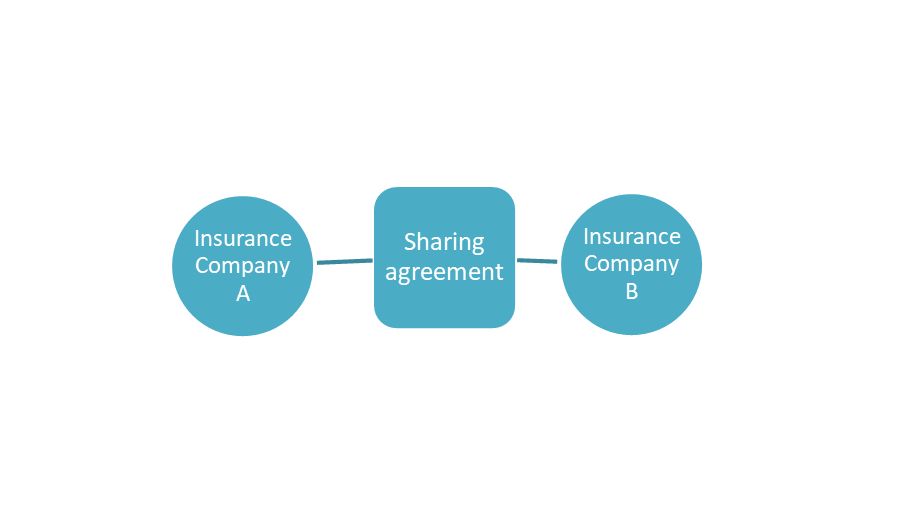 Insurance
Company
A
Sharing
agreement
Insurance
Company
B